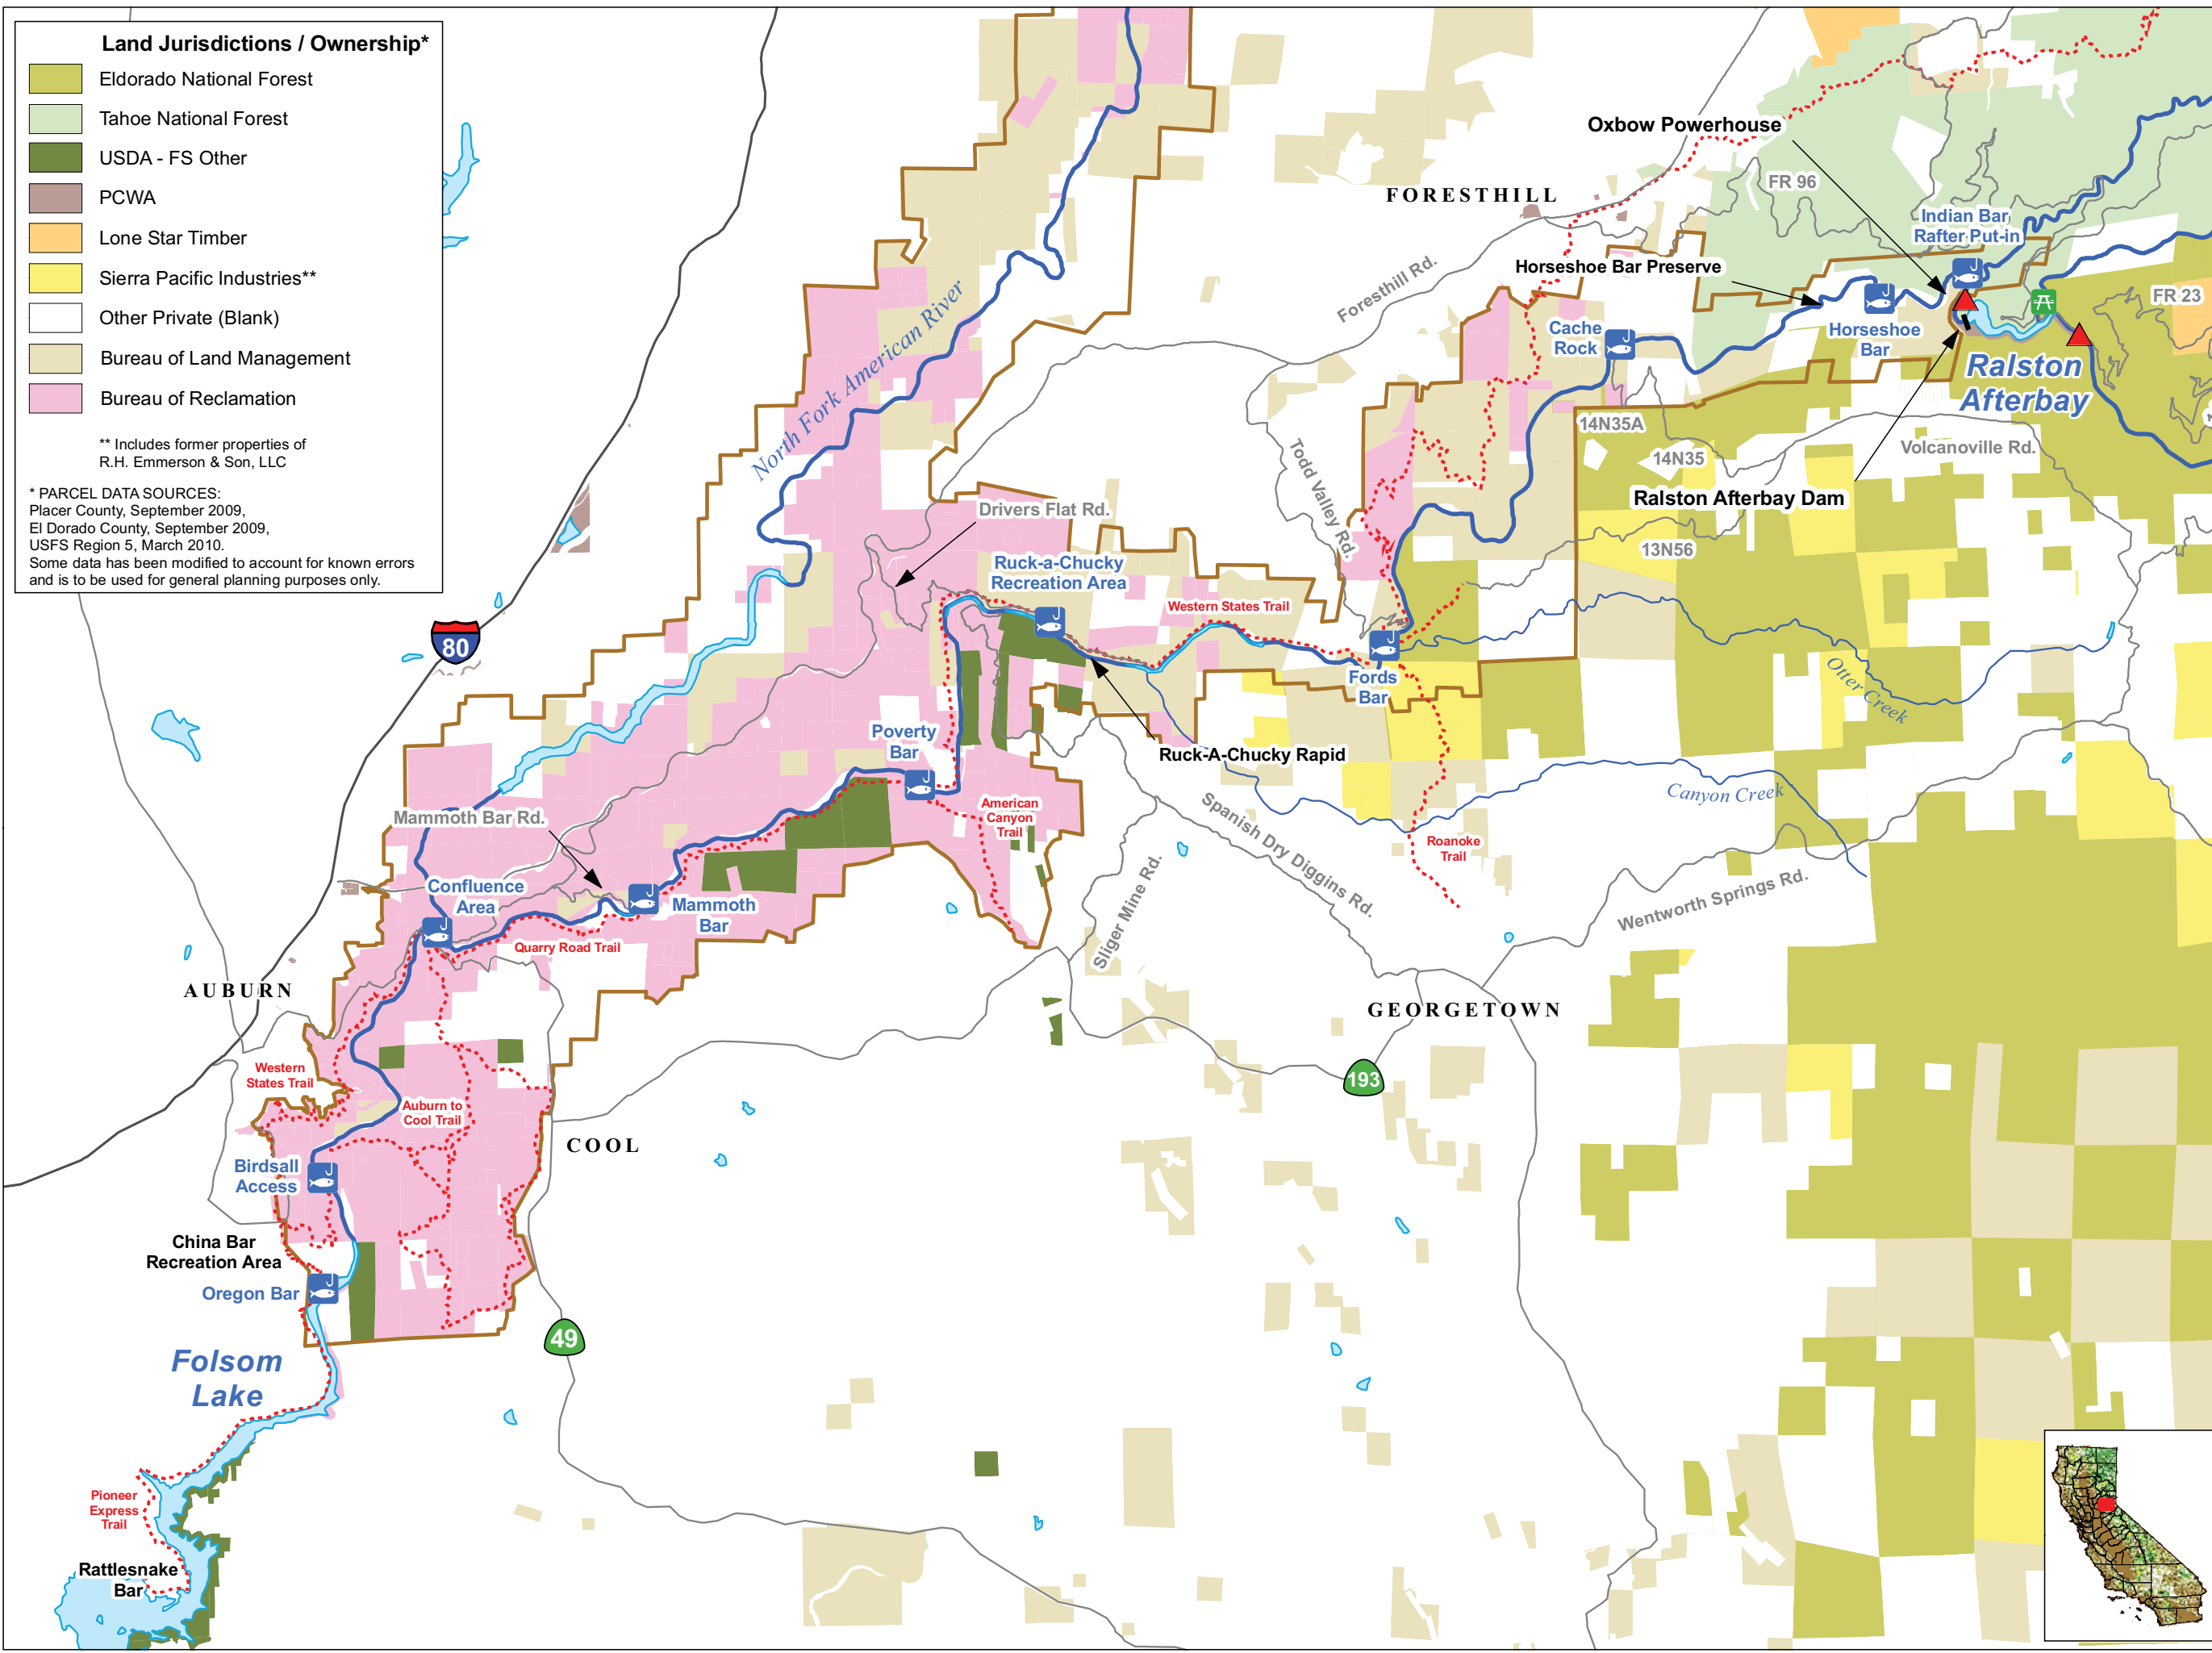 Land Jurisdictions / Ownership*
Eldorado National Forest
Tahoe National Forest
USDA - FS Other
PCWA
Lone Star Timber
Sierra Pacific Industries**
Other Private (Blank)
Bureau of Land Management
Bureau of Reclamation
** Includes former properties of
R.H. Emmerson & Son, LLC
* PARCEL DATA SOURCES:
Placer County, September 2009,
El Dorado County, September 2009,
USFS Region 5, March 2010.
Some data has been modified to account for known errors
and is to be used for general planning purposes only.
Oxbow Powerhouse
FORESTHILL
FR 96
Indian Bar
Rafter Put-in
Foresthill Rd.
Horseshoe Bar Preserve
FR 23
Cache
Rock
Horseshoe
Bar
Ralston
Afterbay
North Fork American River
14N35A
14N35
Volcanoville Rd.
Todd Valley Rd.
Ralston Afterbay Dam
Drivers Flat Rd.
13N56
Ruck-a-Chucky
Recreation Area
Western States Trail
80
Fords
Bar
Otter Creek
Poverty
Bar
Ruck-A-Chucky Rapid
Canyon Creek
Mammoth Bar Rd.
American
Canyon
Trail
Spanish Dry Diggins Rd.
Roanoke
Trail
Confluence
Area
Mammoth
Bar
Sliger Mine Rd.
Wentworth Springs Rd.
Quarry Road Trail
AUBURN
GEORGETOWN
Western
States Trail
193
Auburn to
Cool Trail
COOL
Birdsall
Access
China Bar
Recreation Area
Oregon Bar
49
Folsom
Lake
Pioneer
Express
Trail
Rattlesnake
Bar